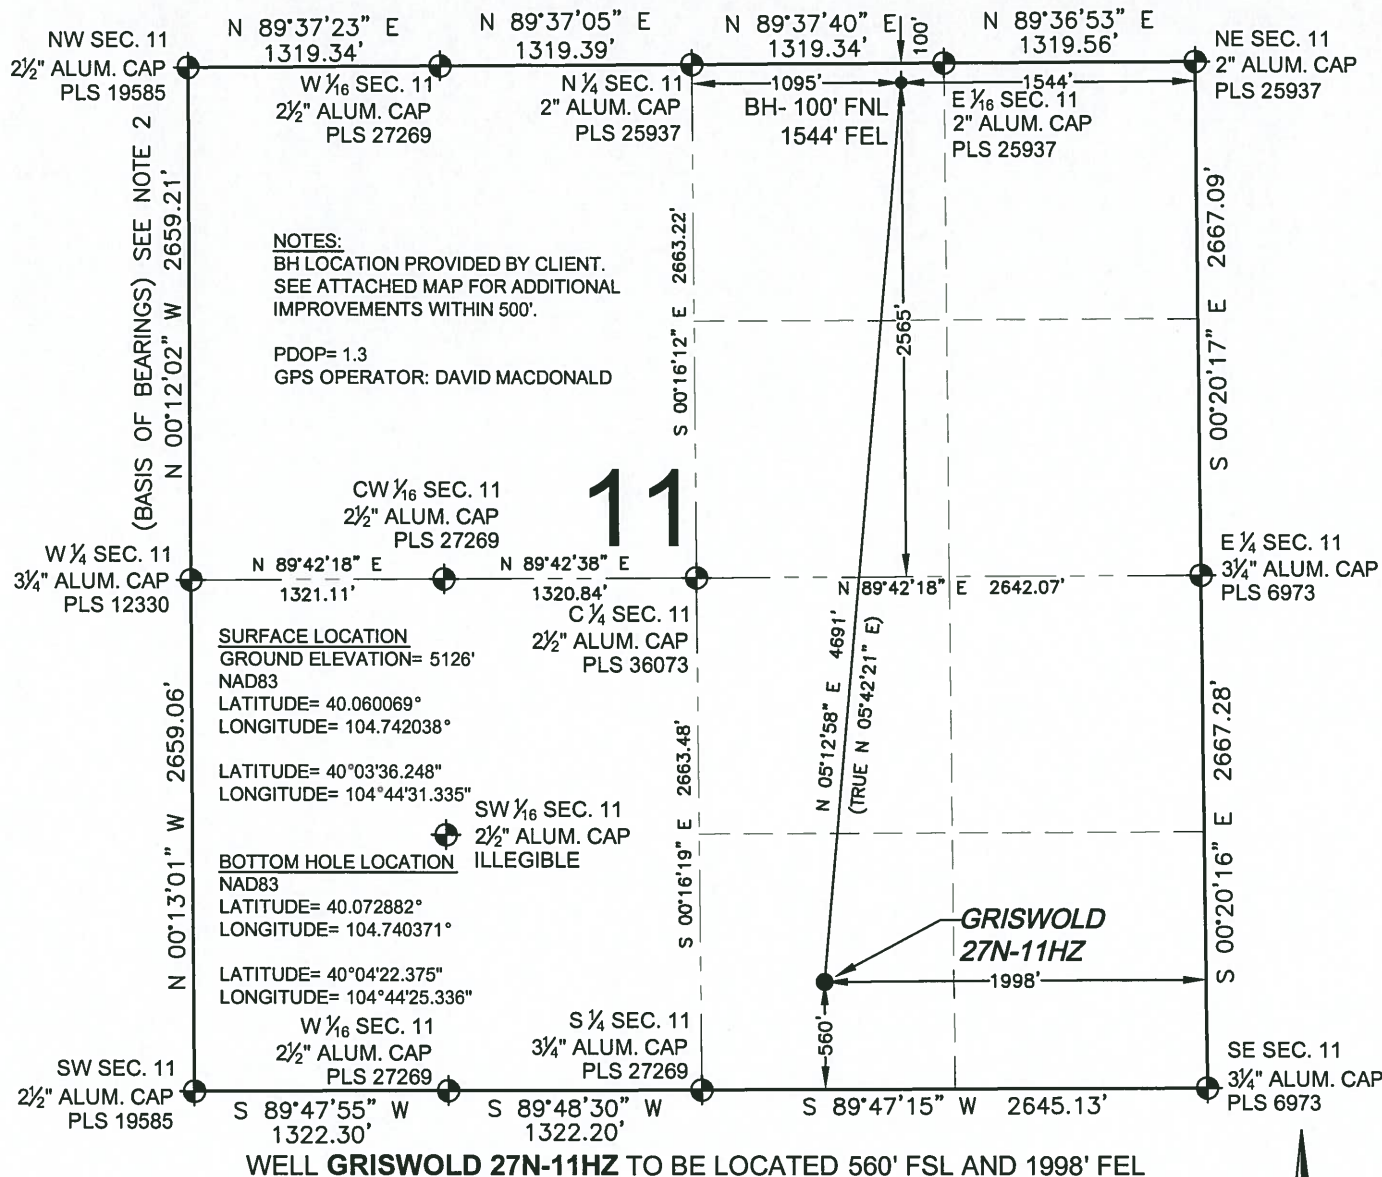 N 89°37'23" E
1319.34'
N 89°37'05" E
1319.39'
N 89°37'40" E
1319.34'
100'
N 89°36'53" E
1319.56'
NW SEC. 11
2½" ALUM. CAP
PLS 19585
W 1/16 SEC. 11
2½" ALUM. CAP
PLS 27269
N ¼ SEC. 11
2" ALUM. CAP
PLS 25937
1095'
BH- 100' FNL
1544' FEL
1544'
E 1/16 SEC. 11
2" ALUM. CAP
PLS 25937
NE SEC. 11
2" ALUM. CAP
PLS 25937
(BASIS OF BEARINGS) SEE NOTE 2
N 00°12'02" W 2659.21'
NOTES:
BH LOCATION PROVIDED BY CLIENT.
SEE ATTACHED MAP FOR ADDITIONAL
IMPROVEMENTS WITHIN 500'.
PDOP= 1.3
GPS OPERATOR: DAVID MACDONALD
S 00°16'12" E 2663.22'
2565'
S 00°20'17" E 2667.09'
11
CW 1/16 SEC. 11
2½" ALUM. CAP
PLS 27269
W ¼ SEC. 11
3¼" ALUM. CAP
PLS 12330
N 89°42'18" E
1321.11'
N 89°42'38" E
1320.84'
C ¼ SEC. 11
2½" ALUM. CAP
PLS 36073
N 89°42'18" E 2642.07'
E ¼ SEC. 11
3¼" ALUM. CAP
PLS 6973
N 05°12'58" E 4691'
(TRUE N 05°42'21" E)
SURFACE LOCATION
GROUND ELEVATION= 5126'
NAD83
LATITUDE= 40.060069°
LONGITUDE= 104.742038°
LATITUDE= 40°03'36.248"
LONGITUDE= 104°44'31.335"
SW 1/16 SEC. 11
2½" ALUM. CAP
ILLEGIBLE
BOTTOM HOLE LOCATION
NAD83
LATITUDE= 40.072882°
LONGITUDE= 104.740371°
LATITUDE= 40°04'22.375"
LONGITUDE= 104°44'25.336"
N 00°13'01" W 2659.06'
S 00°16'19" E 2663.48'
S 00°20'16" E 2667.28'
GRISWOLD
27N-11HZ
1998'
560'
W 1/16 SEC. 11
2½" ALUM. CAP
PLS 27269
S ¼ SEC. 11
3¼" ALUM. CAP
PLS 27269
SW SEC. 11
2½" ALUM. CAP
PLS 19585
SE SEC. 11
3¼" ALUM. CAP
PLS 6973
S 89°47'55" W
1322.30'
S 89°48'30" W
1322.20'
S 89°47'15" W 2645.13'
WELL GRISWOLD 27N-11HZ TO BE LOCATED 560' FSL AND 1998' FEL